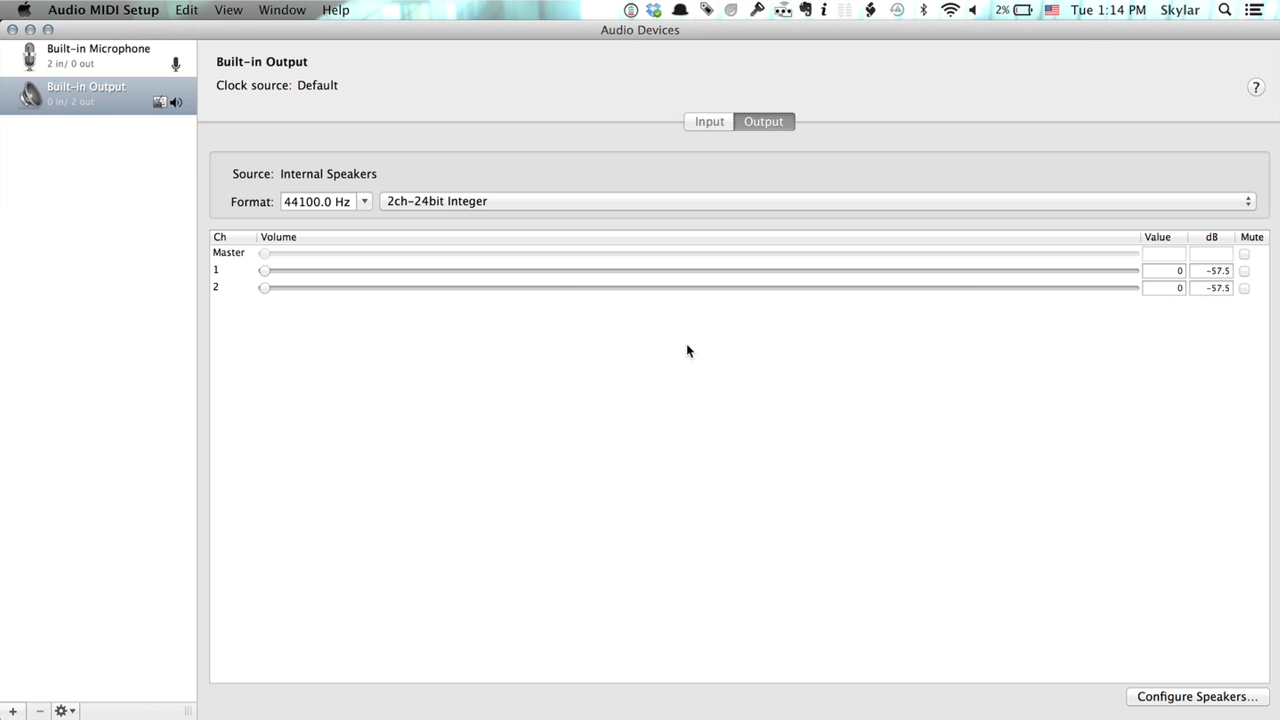 Audio MIDI Setup Edit View Window Help 2% Tue 1:14 PM Skylar
Audio Devices
Built-in Microphone
2 in/ 0 out
Built-in Output
0 in/ 2 out
Built-in Output
Clock source: Default
?
Input Output
Source: Internal Speakers
Format: 44100.0 Hz 2ch-24bit Integer
Ch Volume Value dB Mute
Master
1 0 -57.5
2 0 -57.5
Configure Speakers...